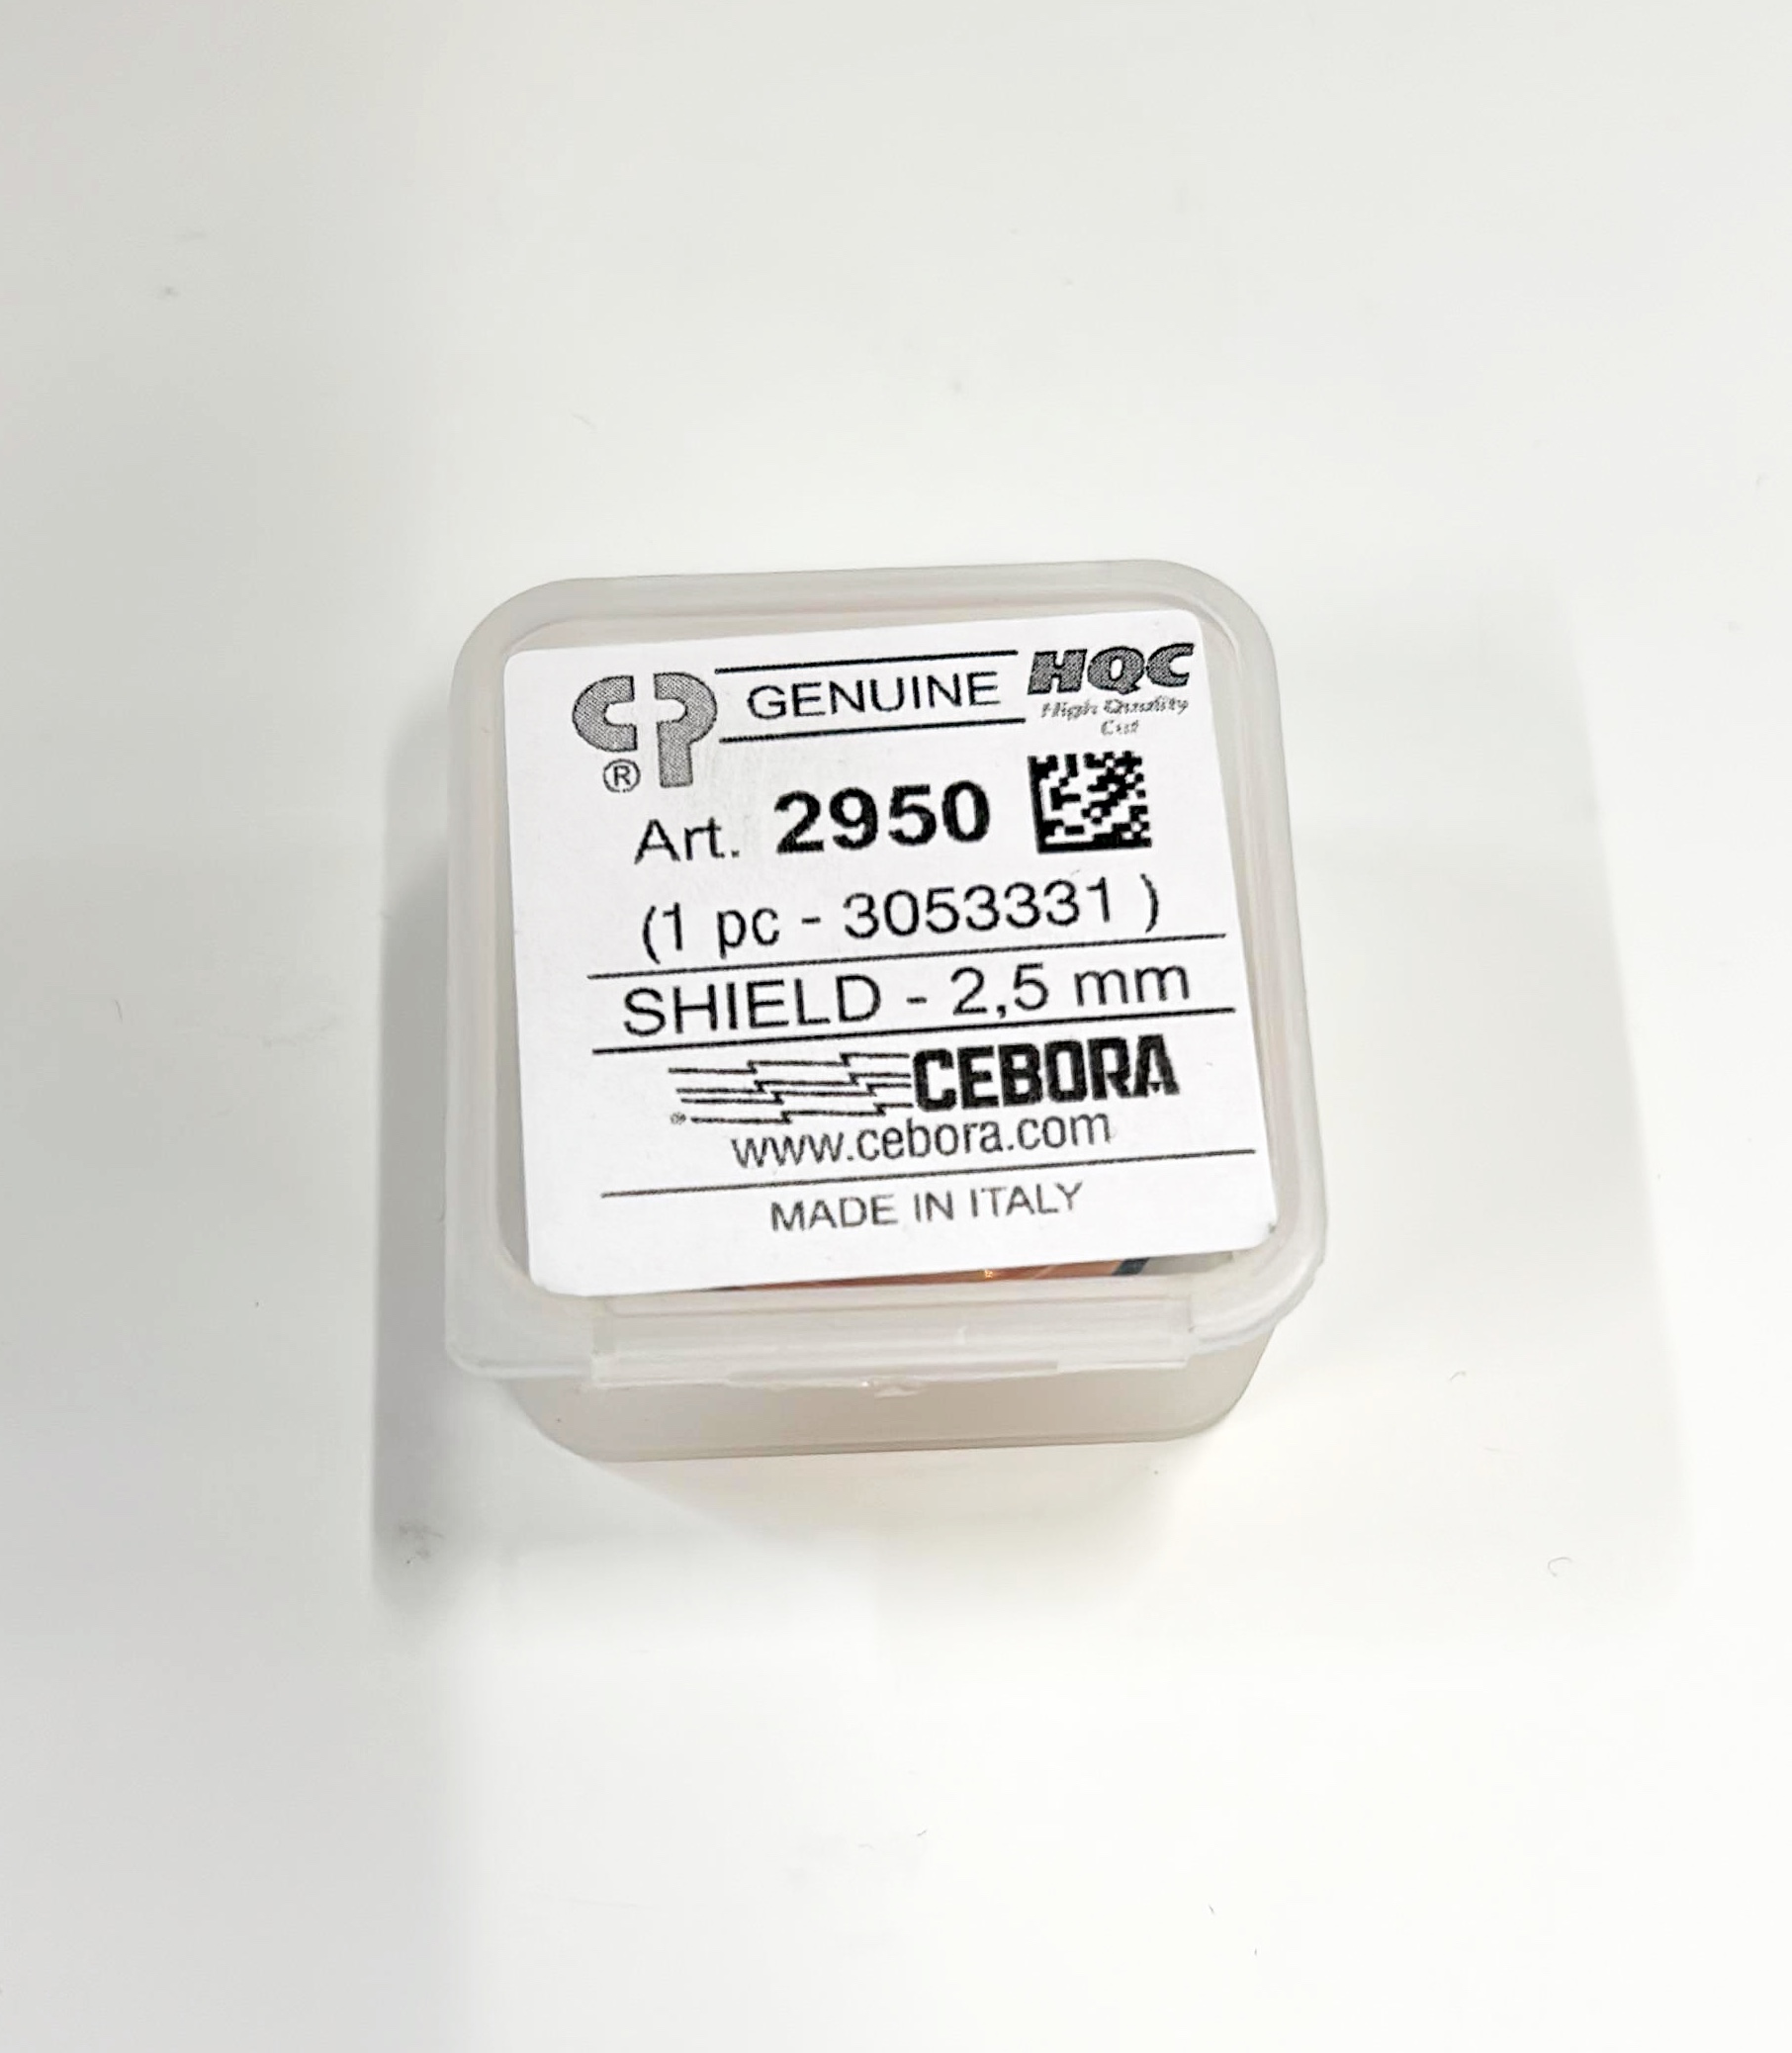 CP GENUINE HQC
® High Quality
Cut
Art. 2950
(1 pc - 3053331 )
SHIELD - 2,5 mm
CEBORA
®
www.cebora.com
MADE IN ITALY